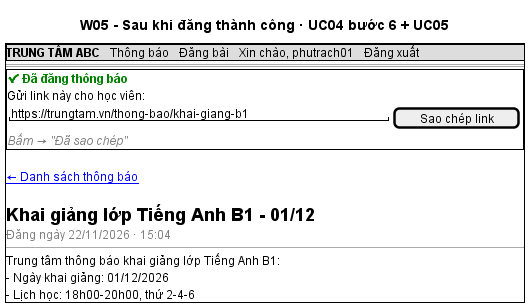 W05 - Sau khi đăng thành công · UC04 bước 6 + UC05
TRUNG TÂM ABC Thông báo Đăng bài Xin chào, phutrach01 Đăng xuất
✔ Đã đăng thông báo
Gửi link này cho học viên:
https://trungtam.vn/thong-bao/khai-giang-b1 Sao chép link
Bấm → "Đã sao chép"
← Danh sách thông báo
Khai giảng lớp Tiếng Anh B1 - 01/12
Đăng ngày 22/11/2026 · 15:04
Trung tâm thông báo khai giảng lớp Tiếng Anh B1:
- Ngày khai giảng: 01/12/2026
- Lịch học: 18h00-20h00, thứ 2-4-6